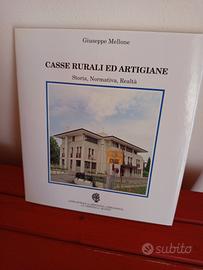 Giuseppe Mellone
CASSE RURALI ED ARTIGIANE
Storia, Normativa, Realtà
subito